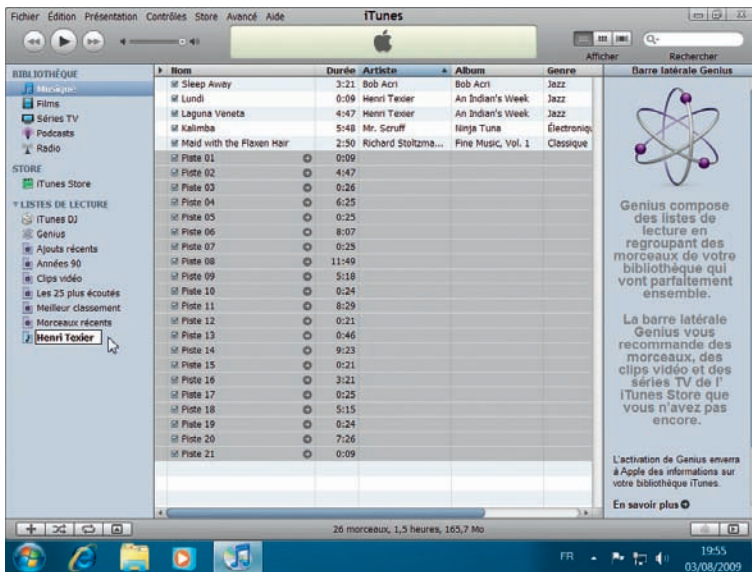 Fichier Édition Présentation Contrôles Store Avancé Aide
iTunes
Afficher
Rechercher
BIBLIOTHÈQUE
Musique
Films
Séries TV
Podcasts
Radio
STORE
iTunes Store
LISTES DE LECTURE
iTunes DJ
Genius
Ajouts récents
Années 90
Clips vidéo
Les 25 plus écoutés
Meilleur classement
Morceaux récents
Henri Texier
Nom Durée Artiste Album Genre
Sleep Away 3:21 Bob Acri Bob Acri Jazz
Lundi 0:09 Henri Texier An Indian's Week Jazz
Laguna Veneta 4:47 Henri Texier An Indian's Week Jazz
Kalimba 5:48 Mr. Scruff Ninja Tuna Électroniqu
Maid with the Flaxen Hair 2:50 Richard Stoltzma... Fine Music, Vol. 1 Classique
Piste 01 0:09
Piste 02 4:47
Piste 03 0:26
Piste 04 6:25
Piste 05 0:25
Piste 06 8:07
Piste 07 0:25
Piste 08 11:49
Piste 09 5:18
Piste 10 0:24
Piste 11 8:29
Piste 12 0:21
Piste 13 0:46
Piste 14 9:23
Piste 15 0:21
Piste 16 3:21
Piste 17 0:25
Piste 18 5:15
Piste 19 0:24
Piste 20 7:26
Piste 21 0:09
Barre latérale Genius
Genius compose
des listes de
lecture en
regroupant des
morceaux de votre
bibliothèque qui
vont parfaitement
ensemble.
La barre latérale
Genius vous
recommande des
morceaux, des
clips vidéo et des
séries TV de l'
iTunes Store que
vous n'avez pas
encore.
L'activation de Genius enverra
à Apple des informations sur
votre bibliothèque iTunes.
En savoir plus
26 morceaux, 1,5 heures, 165,7 Mo
FR
19:55
03/08/2009